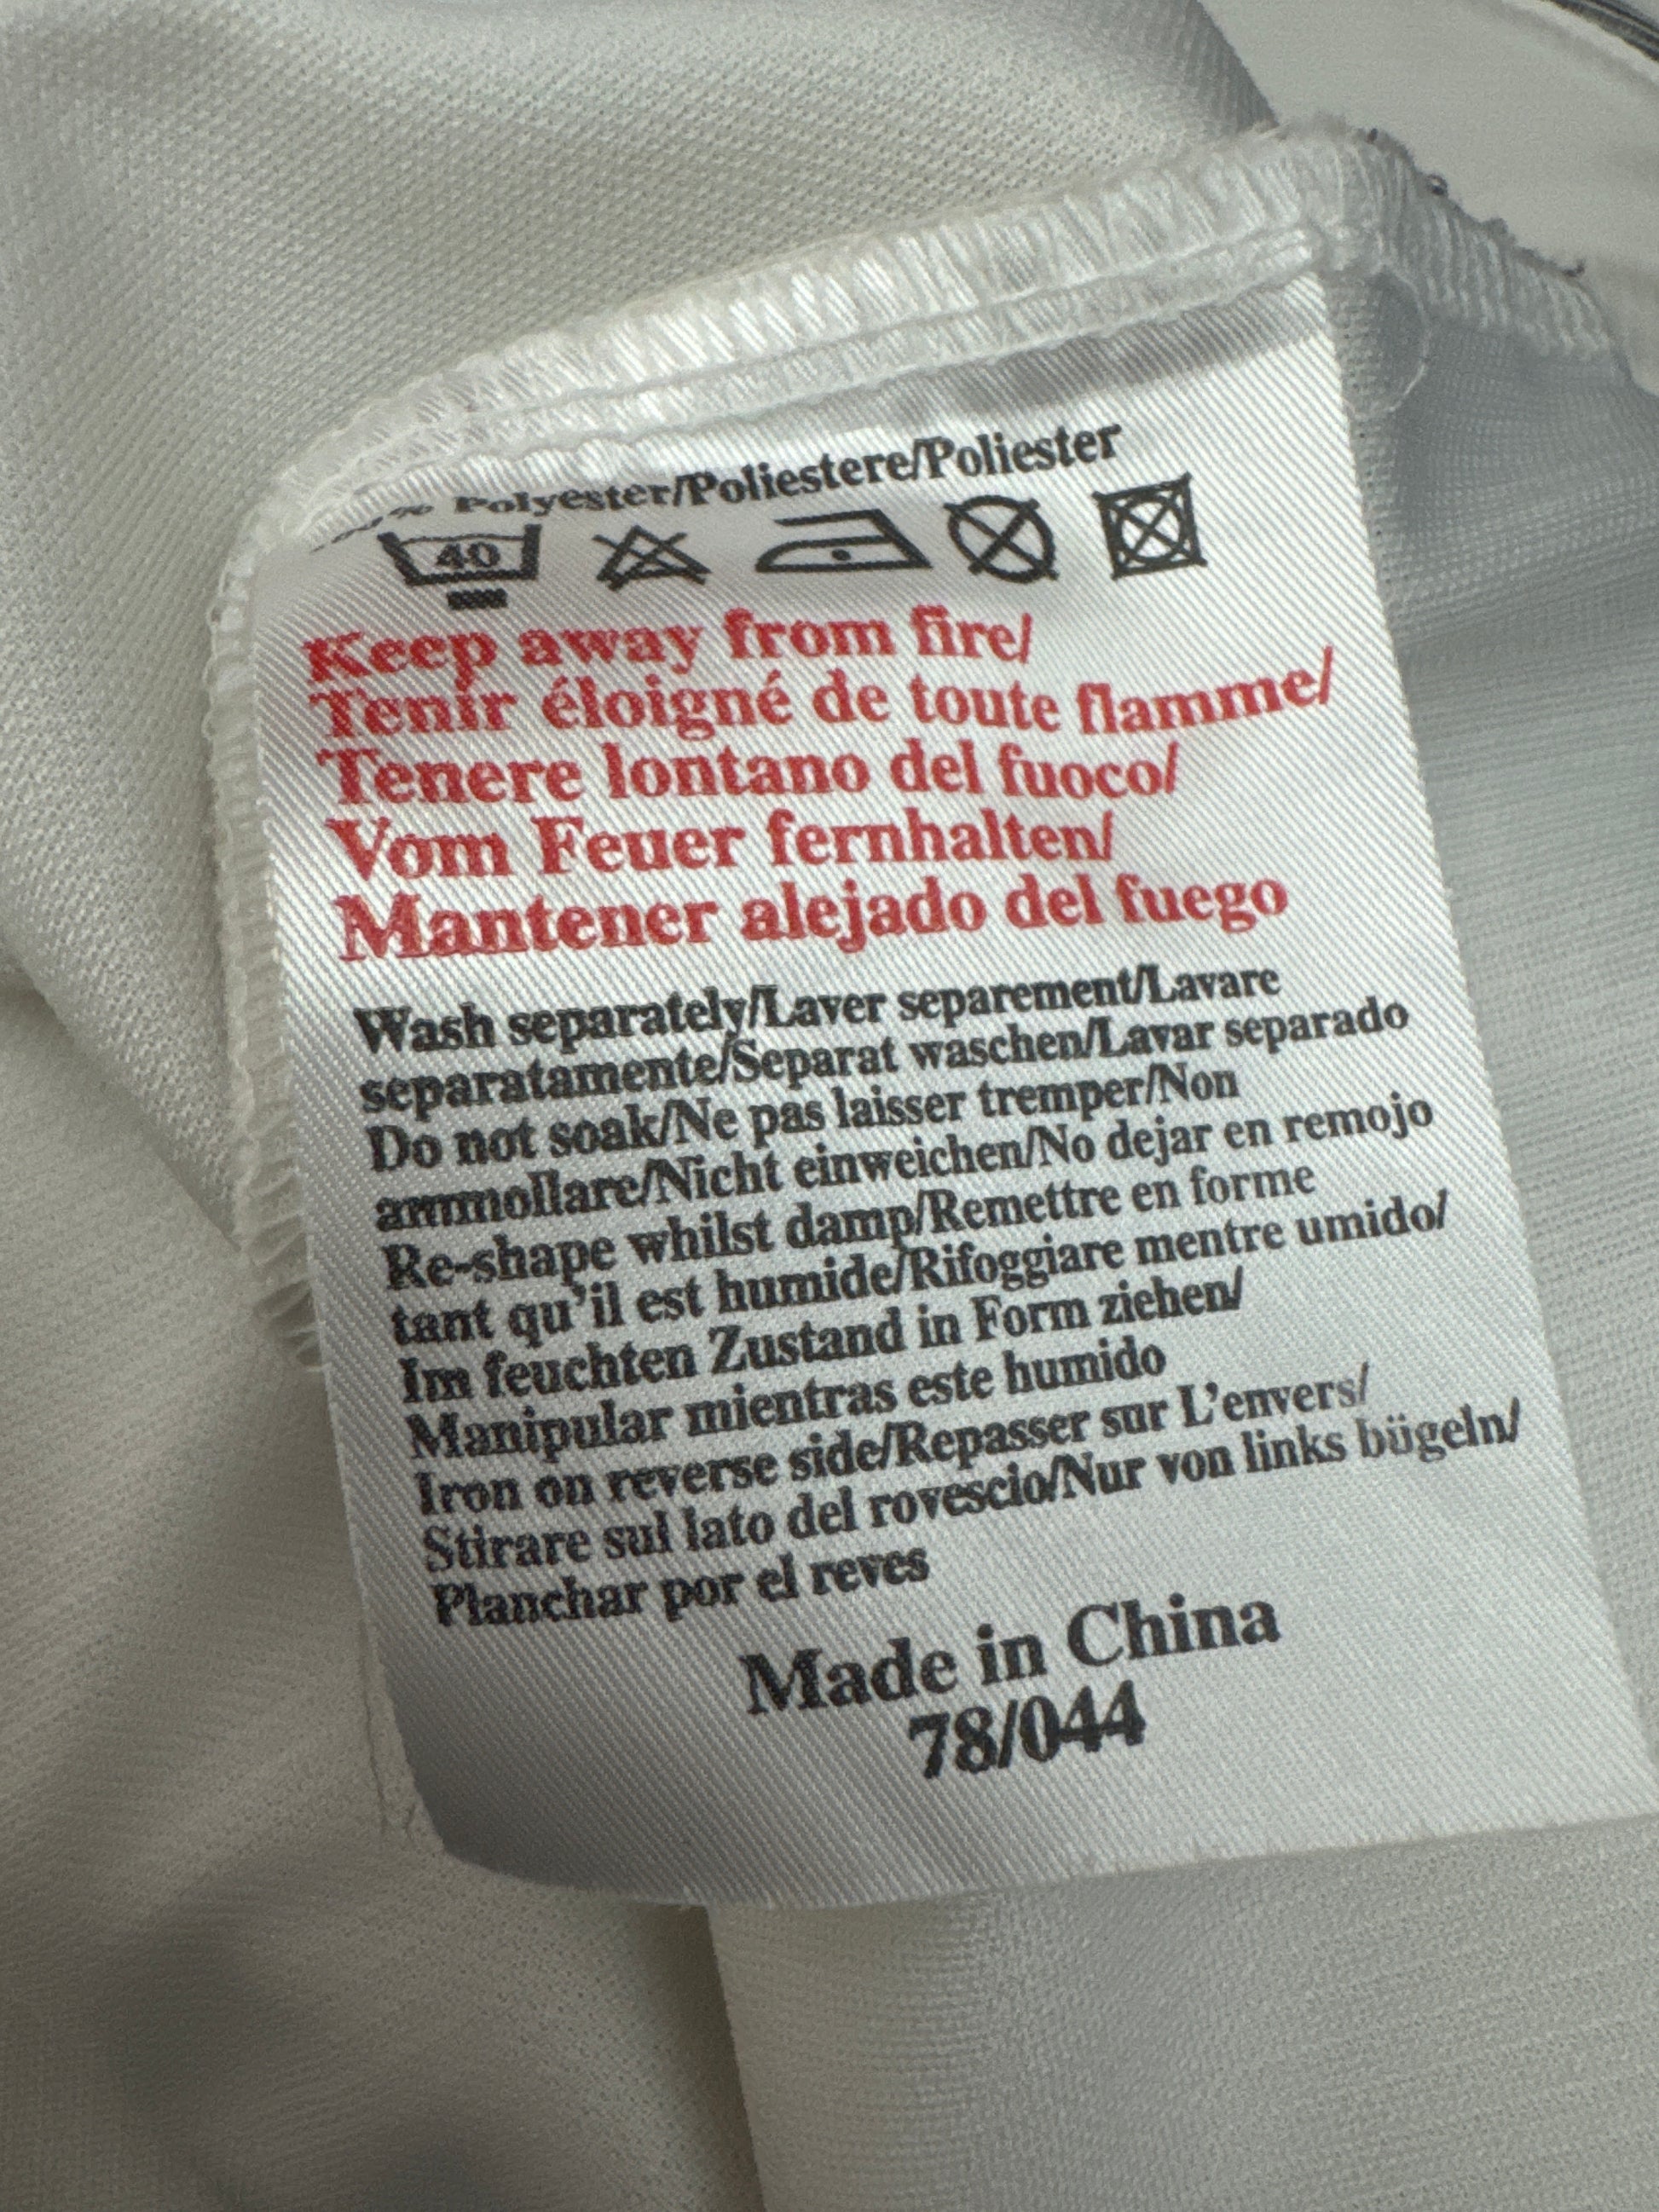 % Polyester/Poliestere/Poliester
40
Keep away from fire/
Tenir éloigné de toute flamme/
Tenere lontano del fuoco/
Vom Feuer fernhalten/
Mantener alejado del fuego
Wash separately/Laver separement/Lavare
separatamente/Separat waschen/Lavar separado
Do not soak/Ne pas laisser tremper/Non
ammollare/Nicht einweichen/No dejar en remojo
Re-shape whilst damp/Remettre en forme
tant qu'il est humide/Rifoggiare mentre umido/
Im feuchten Zustand in Form ziehen/
Manipular mientras este humido
Iron on reverse side/Repasser sur L'envers/
Stirare sul lato del rovescio/Nur von links bügeln/
Planchar por el reves
Made in China
78/044